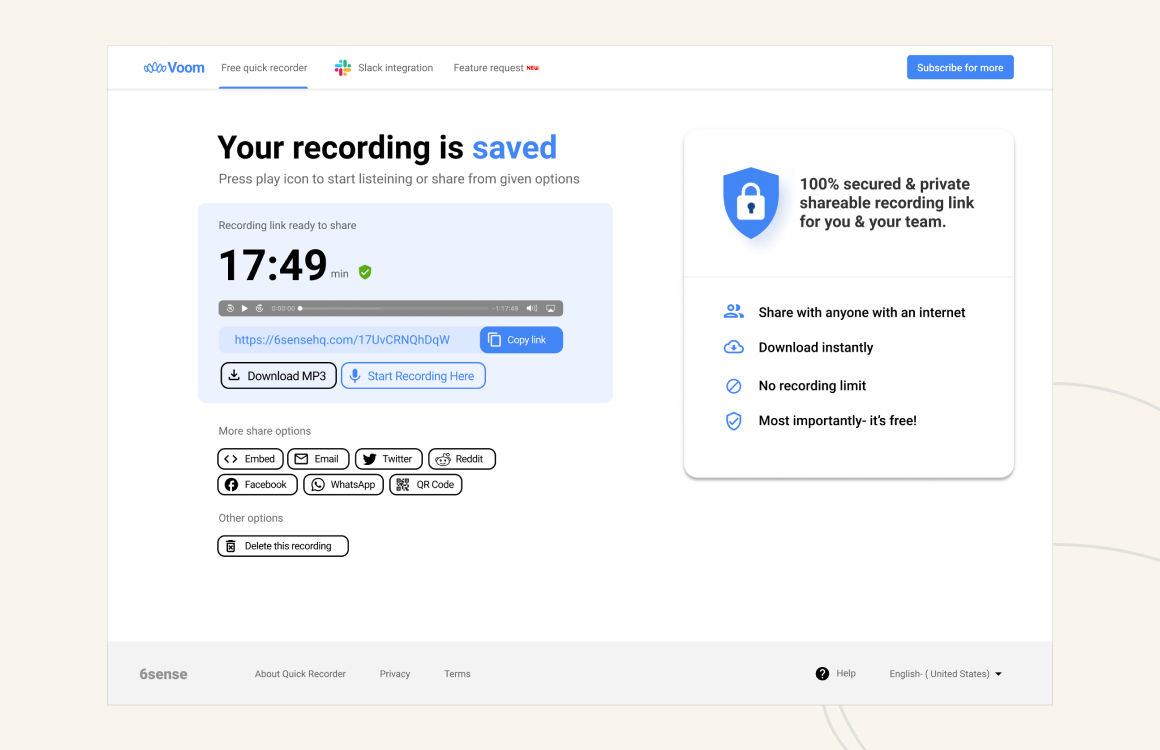 Voom Free quick recorder Slack integration Feature request NEW Subscribe for more
Your recording is saved
Press play icon to start listeining or share from given options
Recording link ready to share
17:49 min
0:00:00 -1:17:49
https://6sensehq.com/17UvCRNQhDqW Copy link
Download MP3 Start Recording Here
More share options
Embed Email Twitter Reddit
Facebook WhatsApp QR Code
Other options
Delete this recording
100% secured & private
shareable recording link
for you & your team.
Share with anyone with an internet
Download instantly
No recording limit
Most importantly- it's free!
6sense About Quick Recorder Privacy Terms Help English- ( United States)